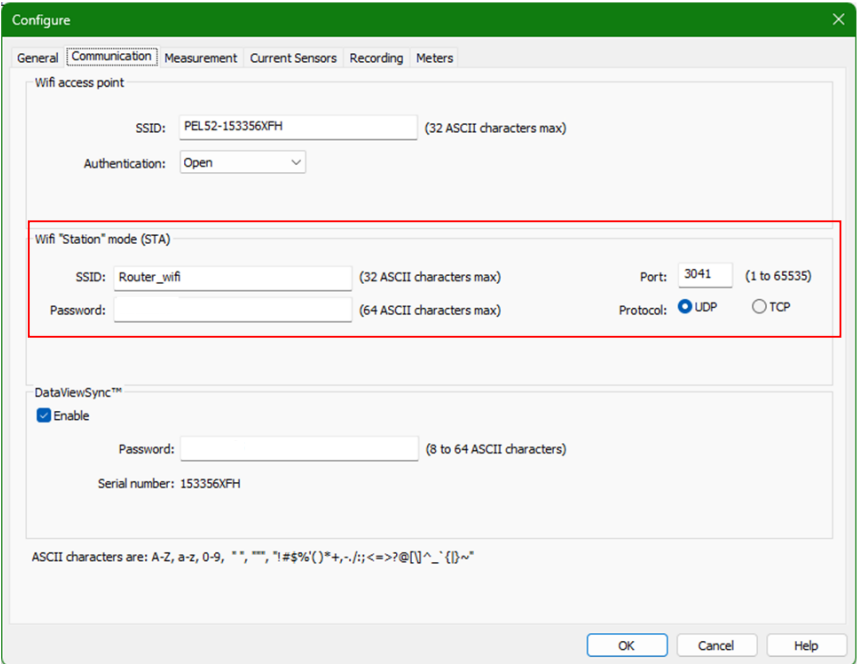 Configure
General Communication Measurement Current Sensors Recording Meters
Wifi access point
SSID: PEL52-153356XFH (32 ASCII characters max)
Authentication: Open
Wifi "Station" mode (STA)
SSID: Router_wifi (32 ASCII characters max) Port: 3041 (1 to 65535)
Password: (64 ASCII characters max) Protocol: UDP TCP
DataViewSync™
Enable
Password: (8 to 64 ASCII characters)
Serial number: 153356XFH
ASCII characters are: A-Z, a-z, 0-9, " ", """, "!#$%'()*+,-./:;<=>?@[\]^_`{|}~"
OK Cancel Help